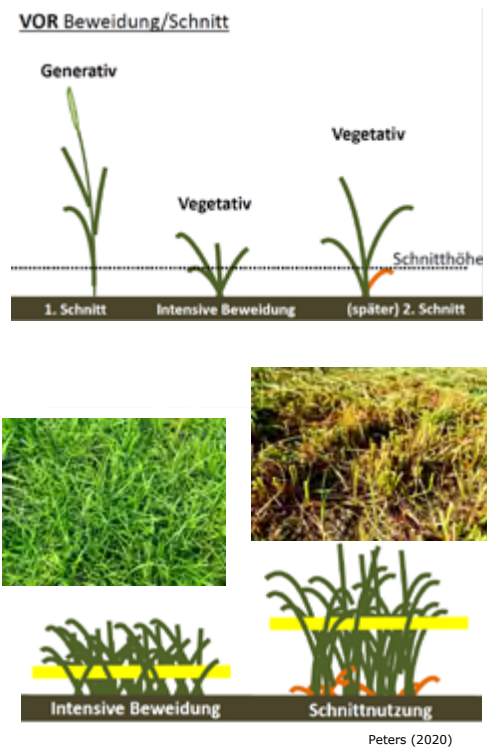 VOR Beweidung/Schnitt
Generativ
Vegetativ
Vegetativ
Schnitthöhe
1. Schnitt
Intensive Beweidung
(später) 2. Schnitt
Intensive Beweidung
Schnittnutzung
Peters (2020)